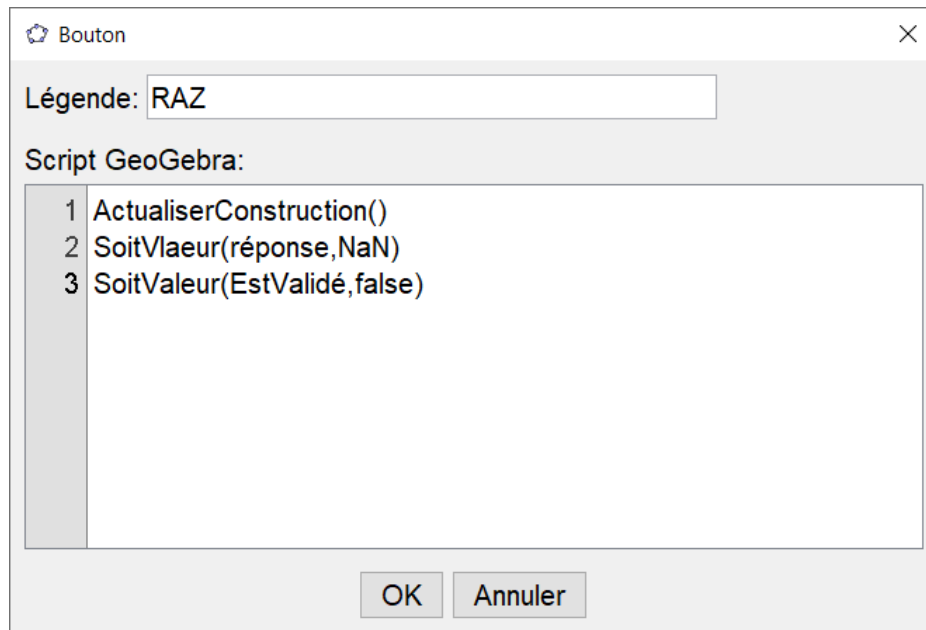 Bouton
Légende: RAZ
Script GeoGebra:
1 ActualiserConstruction()
2 SoitVlaeur(réponse,NaN)
3 SoitValeur(EstValidé,false)
OK Annuler